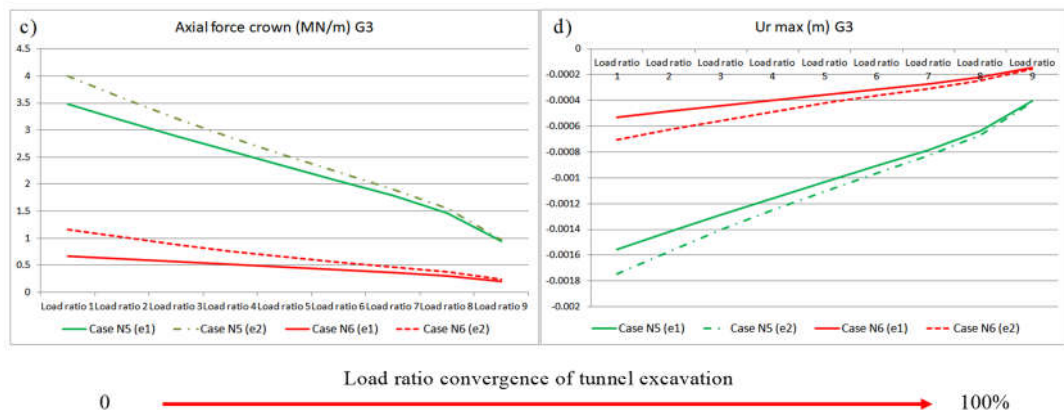 c)
Axial force crown (MN/m) G3
4.5
4
3.5
3
2.5
2
1.5
1
0.5
0
Load ratio 1 Load ratio 2 Load ratio 3 Load ratio 4 Load ratio 5 Load ratio 6 Load ratio 7 Load ratio 8 Load ratio 9
Case N5 (e1) Case N5 (e2) Case N6 (e1) Case N6 (e2)
d)
Ur max (m) G3
0
-0.0002
-0.0004
-0.0006
-0.0008
-0.001
-0.0012
-0.0014
-0.0016
-0.0018
-0.002
Load ratio Load ratio Load ratio Load ratio Load ratio Load ratio Load ratio Load ratio Load ratio
1 2 3 4 5 6 7 8 9
Case N5 (e1) Case N5 (e2) Case N6 (e1) Case N6 (e2)
Load ratio convergence of tunnel excavation
0 100%